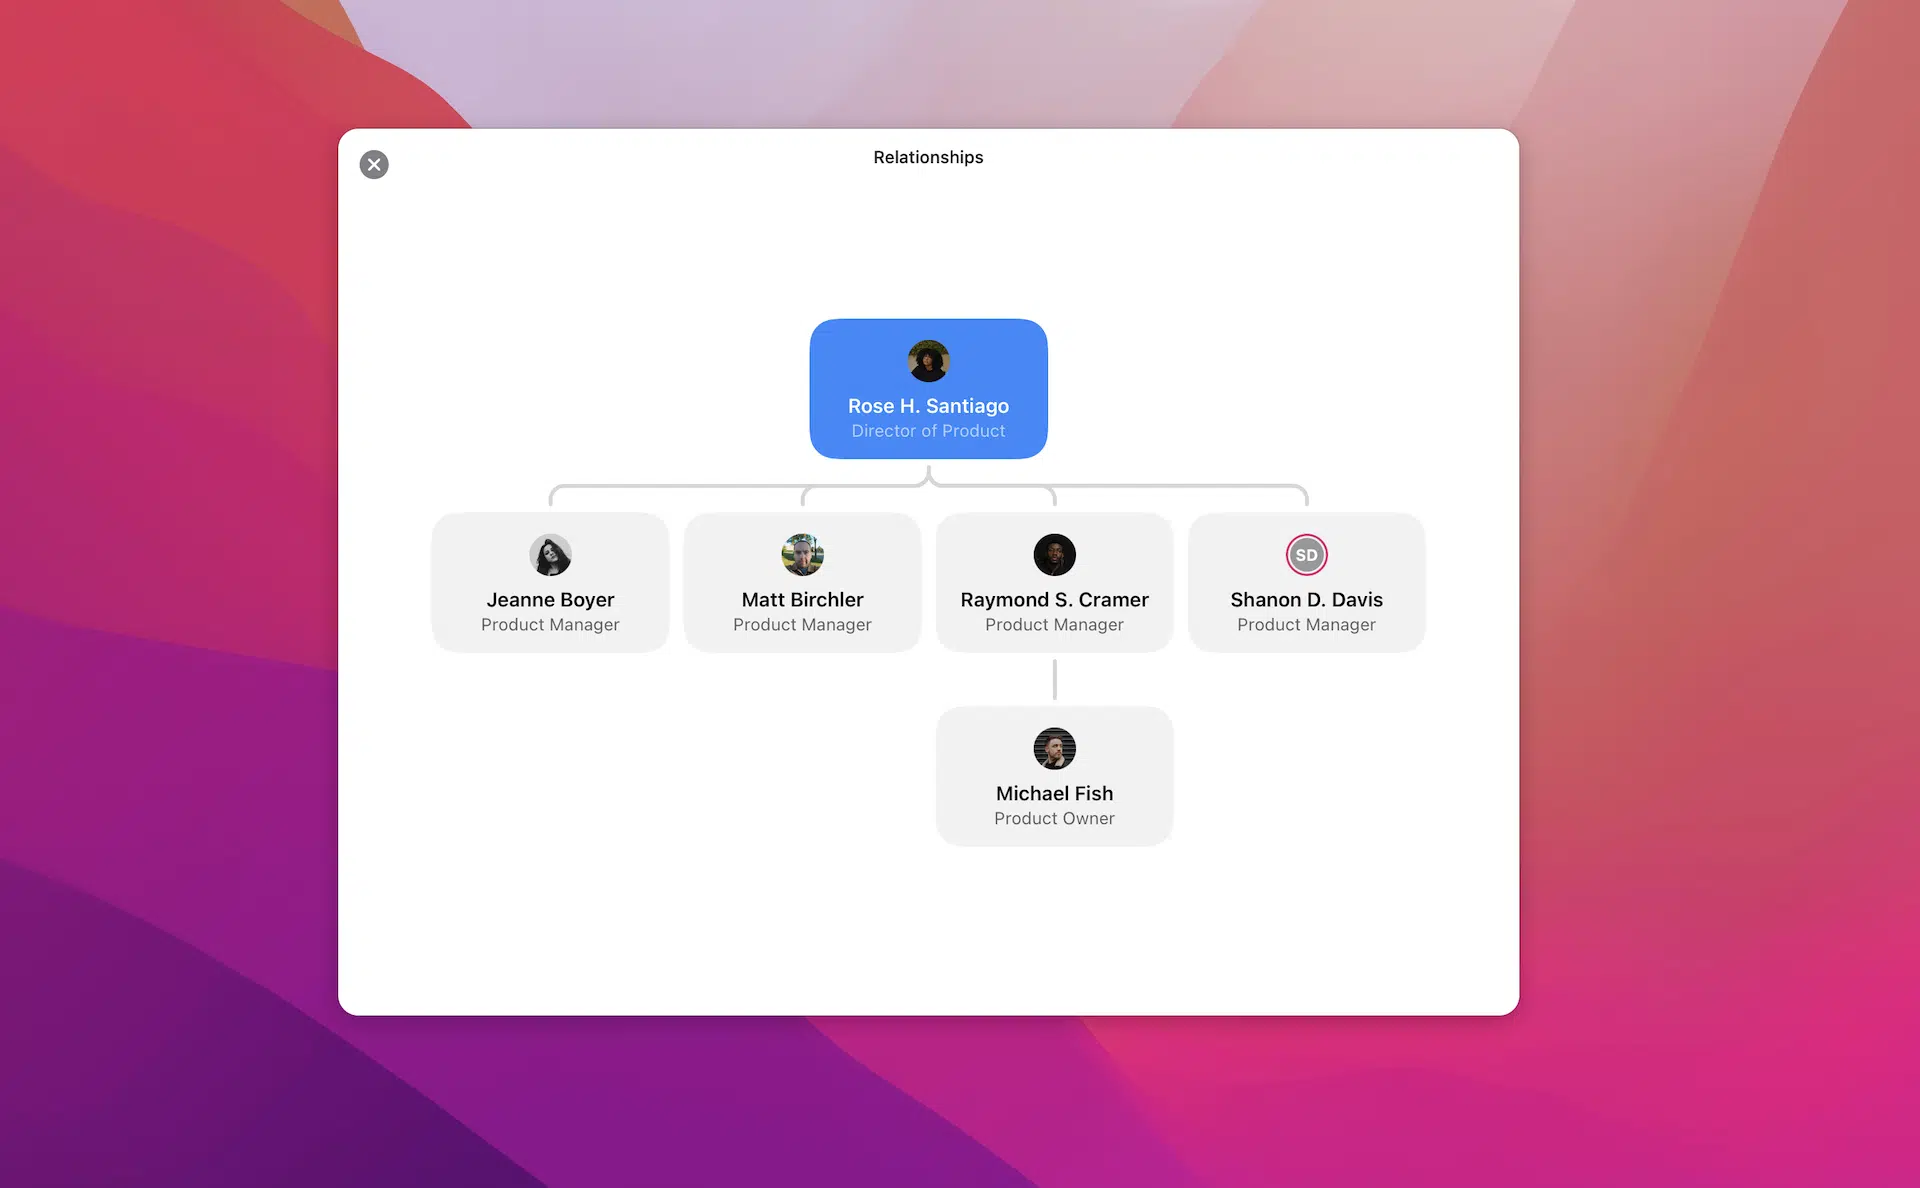 Relationships
Rose H. Santiago
Director of Product
Jeanne Boyer
Product Manager
Matt Birchler
Product Manager
Raymond S. Cramer
Product Manager
SD
Shanon D. Davis
Product Manager
Michael Fish
Product Owner